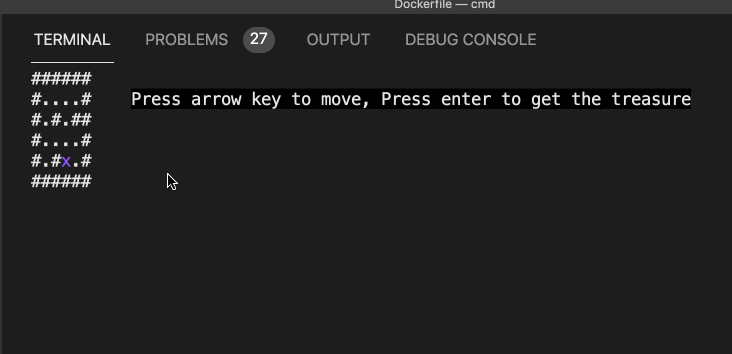 Dockerfile — cmd
TERMINAL PROBLEMS 27 OUTPUT DEBUG CONSOLE
######
#....# Press arrow key to move, Press enter to get the treasure
#.#.##
#....#
#.#x.#
######